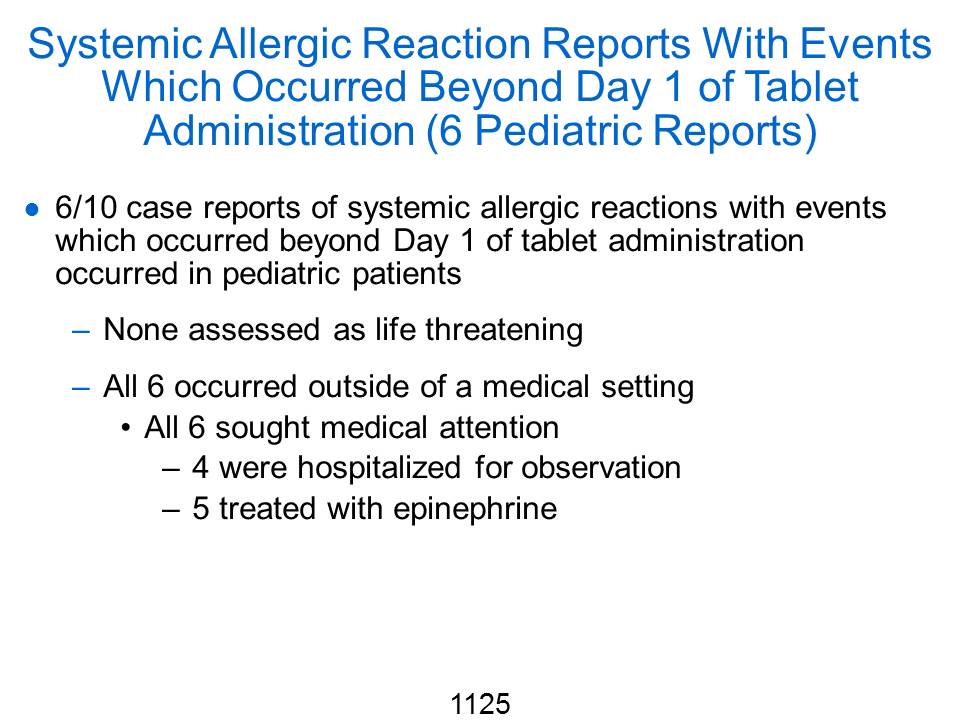 Systemic Allergic Reaction Reports With Events
Which Occurred Beyond Day 1 of Tablet
Administration (6 Pediatric Reports)
● 6/10 case reports of systemic allergic reactions with events
which occurred beyond Day 1 of tablet administration
occurred in pediatric patients
– None assessed as life threatening
– All 6 occurred outside of a medical setting
• All 6 sought medical attention
– 4 were hospitalized for observation
– 5 treated with epinephrine
1125